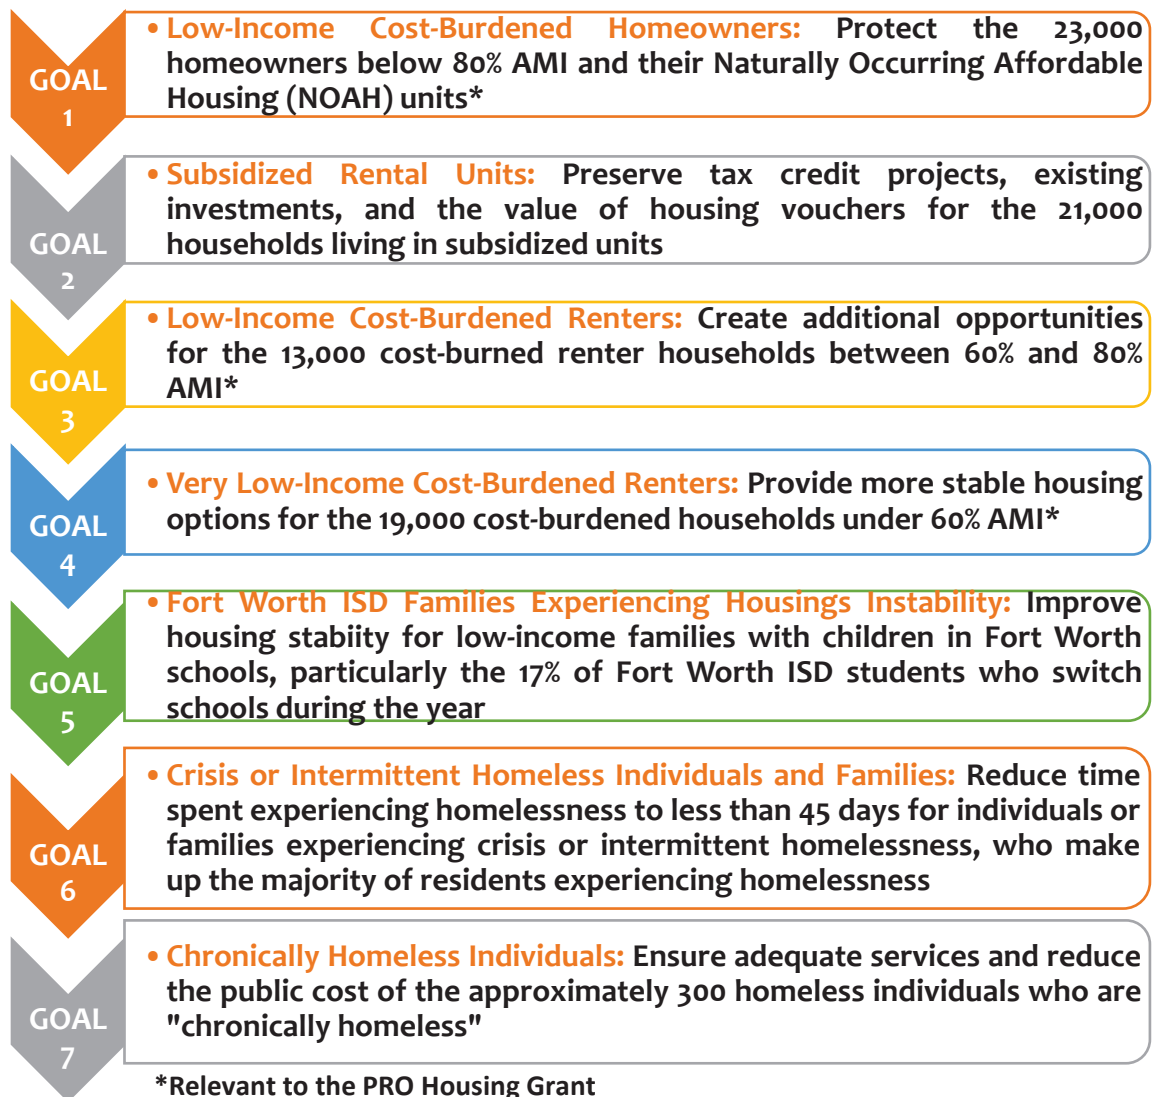 GOAL
1
• Low-Income Cost-Burdened Homeowners: Protect the 23,000
homeowners below 80% AMI and their Naturally Occurring Affordable
Housing (NOAH) units*
GOAL
2
• Subsidized Rental Units: Preserve tax credit projects, existing
investments, and the value of housing vouchers for the 21,000
households living in subsidized units
GOAL
3
• Low-Income Cost-Burdened Renters: Create additional opportunities
for the 13,000 cost-burned renter households between 60% and 80%
AMI*
GOAL
4
• Very Low-Income Cost-Burdened Renters: Provide more stable housing
options for the 19,000 cost-burdened households under 60% AMI*
GOAL
5
• Fort Worth ISD Families Experiencing Housings Instability: Improve
housing stabiity for low-income families with children in Fort Worth
schools, particularly the 17% of Fort Worth ISD students who switch
schools during the year
GOAL
6
• Crisis or Intermittent Homeless Individuals and Families: Reduce time
spent experiencing homelessness to less than 45 days for individuals or
families experiencing crisis or intermittent homelessness, who make
up the majority of residents experiencing homelessness
GOAL
7
• Chronically Homeless Individuals: Ensure adequate services and reduce
the public cost of the approximately 300 homeless individuals who are
"chronically homeless"
*Relevant to the PRO Housing Grant